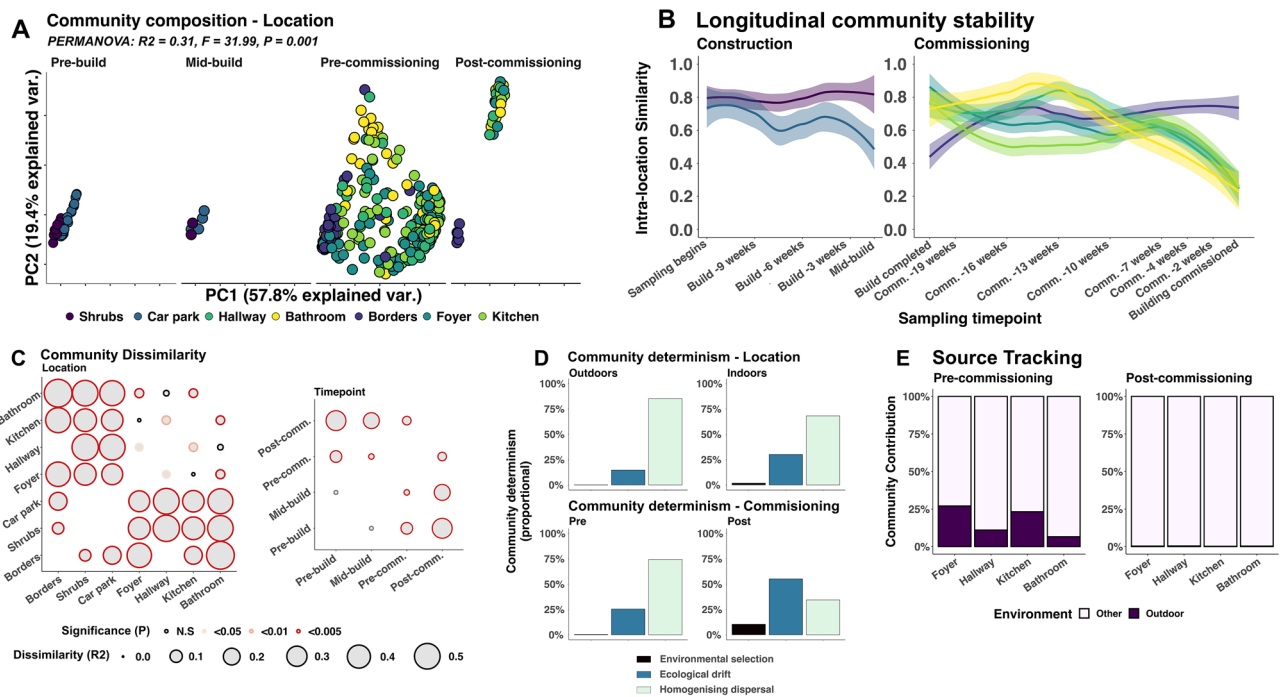 A
Community composition - Location
PERMANOVA: R2 = 0.31, F = 31.99, P = 0.001
Pre-build
Mid-build
Pre-commissioning
Post-commissioning
PC2 (19.4% explained var.)
PC1 (57.8% explained var.)
Shrubs Car park Hallway Bathroom Borders Foyer Kitchen
B
Longitudinal community stability
Construction
Commissioning
Intra-location Similarity
1.0
0.8
0.6
0.4
0.2
0.0
1.0
0.8
0.6
0.4
0.2
0.0
Sampling begins
Build -9 weeks
Build -6 weeks
Build -3 weeks
Mid-build
Build completed
Comm. -19 weeks
Comm. -16 weeks
Comm. -13 weeks
Comm. -10 weeks
Comm. -7 weeks
Comm. -4 weeks
Comm. -2 weeks
Building commissioned
Sampling timepoint
C
Community Dissimilarity
Location
Bathroom
Kitchen
Hallway
Foyer
Car park
Shrubs
Borders
Borders
Shrubs
Car park
Foyer
Hallway
Kitchen
Bathroom
Timepoint
Post-comm.
Pre-comm.
Mid-build
Pre-build
Pre-build
Mid-build
Pre-comm.
Post-comm.
Significance (P) N.S <0.05 <0.01 <0.005
Dissimilarity (R2) 0.0 0.1 0.2 0.3 0.4 0.5
D
Community determinism - Location
Outdoors
Indoors
100%
75%
50%
25%
0%
100%
75%
50%
25%
0%
Community determinism - Commisioning
Pre
Post
100%
75%
50%
25%
0%
100%
75%
50%
25%
0%
Community determinism
(proportional)
Environmental selection
Ecological drift
Homogenising dispersal
E
Source Tracking
Pre-commissioning
Post-commissioning
Community Contribution
100%
75%
50%
25%
0%
100%
75%
50%
25%
0%
Foyer
Hallway
Kitchen
Bathroom
Foyer
Hallway
Kitchen
Bathroom
Environment Other Outdoor